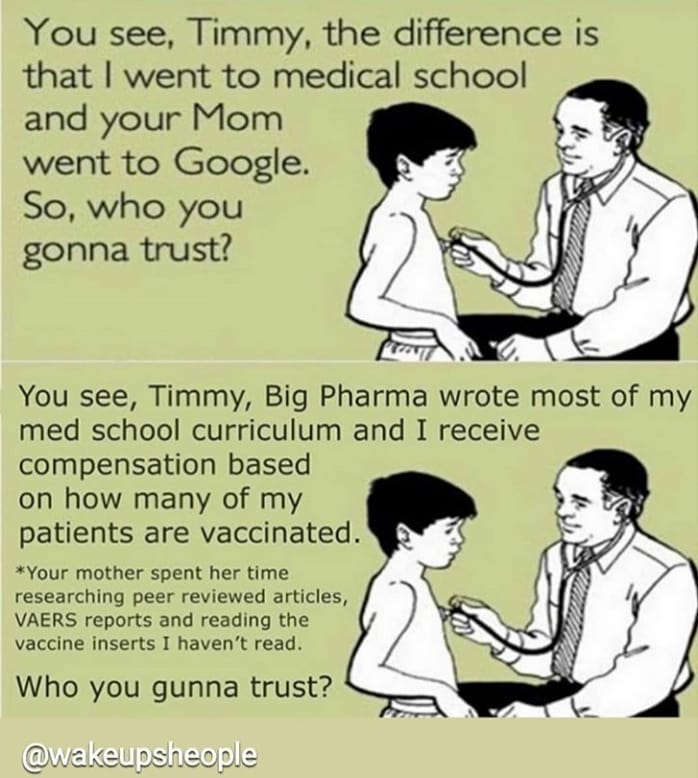 You see, Timmy, the difference is
that I went to medical school
and your Mom
went to Google.
So, who you
gonna trust?
You see, Timmy, Big Pharma wrote most of my
med school curriculum and I receive
compensation based
on how many of my
patients are vaccinated.
*Your mother spent her time
researching peer reviewed articles,
VAERS reports and reading the
vaccine inserts I haven't read.
Who you gunna trust?
@wakeupsheople